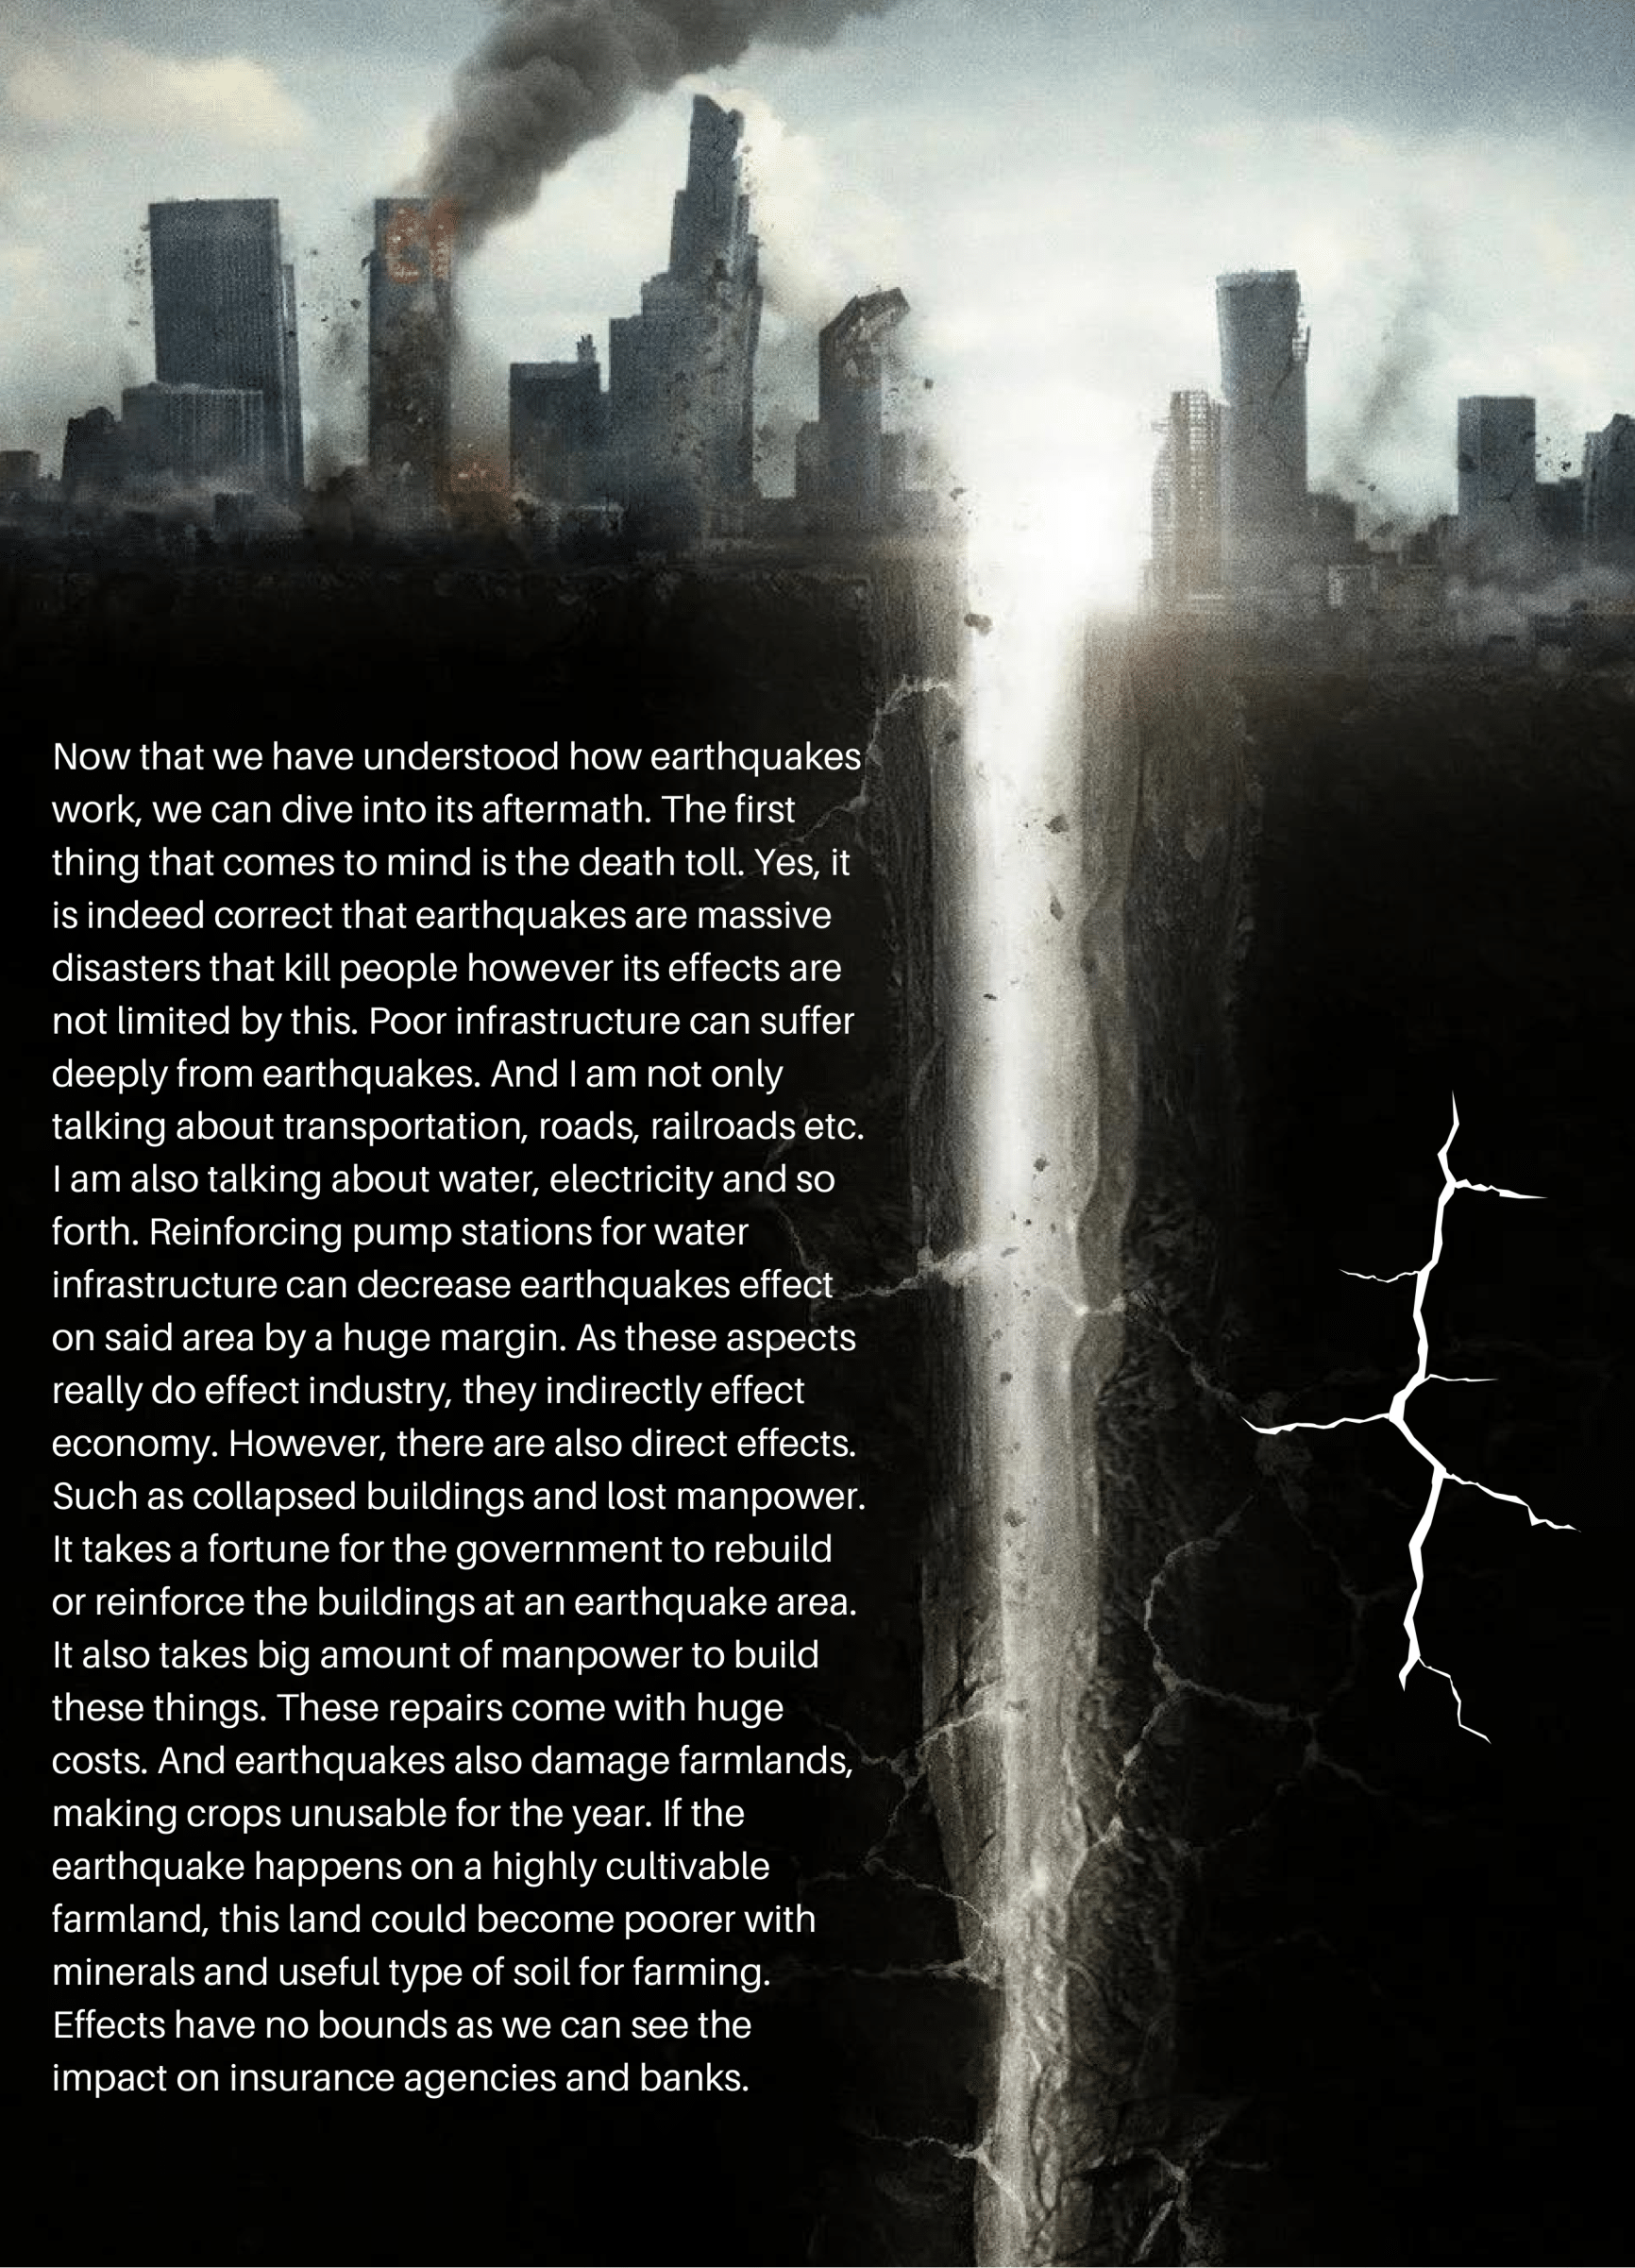 Now that we have understood how earthquakes
work, we can dive into its aftermath. The first
thing that comes to mind is the death toll. Yes, it
is indeed correct that earthquakes are massive
disasters that kill people however its effects are
not limited by this. Poor infrastructure can suffer
deeply from earthquakes. And I am not only
talking about transportation, roads, railroads etc.
I am also talking about water, electricity and so
forth. Reinforcing pump stations for water
infrastructure can decrease earthquakes effect
on said area by a huge margin. As these aspects
really do effect industry, they indirectly effect
economy. However, there are also direct effects.
Such as collapsed buildings and lost manpower.
It takes a fortune for the government to rebuild
or reinforce the buildings at an earthquake area.
It also takes big amount of manpower to build
these things. These repairs come with huge
costs. And earthquakes also damage farmlands,
making crops unusable for the year. If the
earthquake happens on a highly cultivable
farmland, this land could become poorer with
minerals and useful type of soil for farming.
Effects have no bounds as we can see the
impact on insurance agencies and banks.